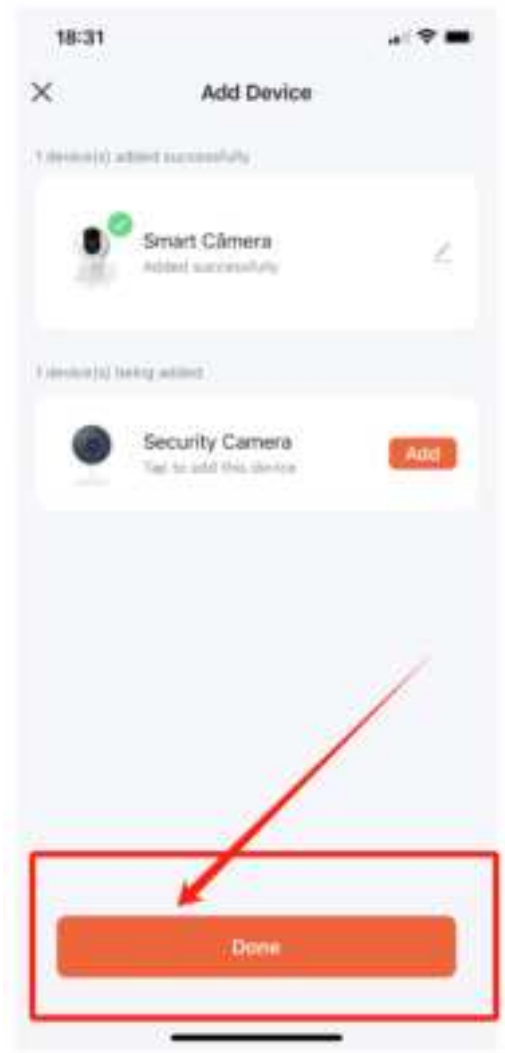 18:31
Add Device
1 device(s) added successfully
Smart Câmera
Added successfully
1 device(s) being added
Security Camera
Tap to add this device
Add
Done